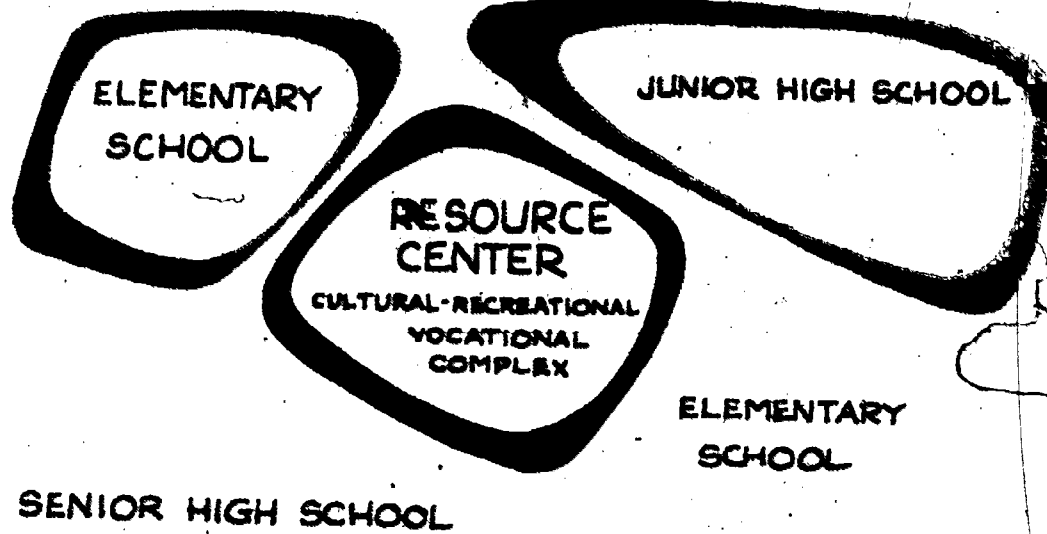 ELEMENTARY
SCHOOL
JUNIOR HIGH SCHOOL
RESOURCE
CENTER
CULTURAL-RECREATIONAL
VOCATIONAL
COMPLEX
ELEMENTARY
SCHOOL
SENIOR HIGH SCHOOL